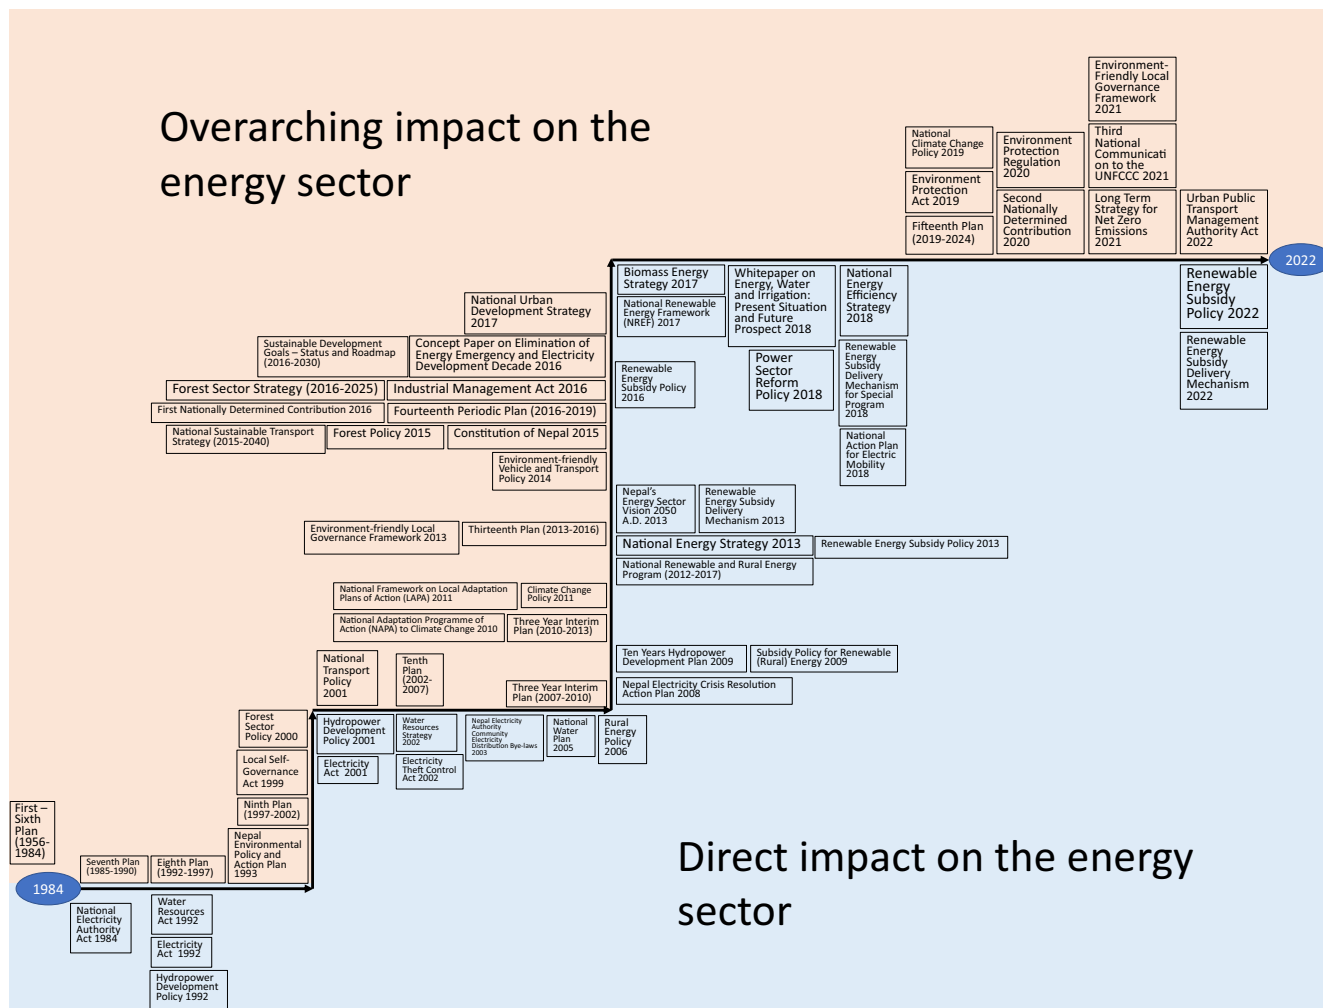 Overarching impact on the
energy sector
Environment-
Friendly Local
Governance
Framework
2021
National
Climate Change
Policy 2019
Environment
Protection
Regulation
2020
Third
National
Communicati
on to the
UNFCCC 2021
Environment
Protection
Act 2019
Second
Nationally
Determined
Contribution
2020
Long Term
Strategy for
Net Zero
Emissions
2021
Urban Public
Transport
Management
Authority Act
2022
Fifteenth Plan
(2019-2024)
2022
Biomass Energy
Strategy 2017
Whitepaper on
Energy, Water
and Irrigation:
Present Situation
and Future
Prospect 2018
National
Energy
Efficiency
Strategy
2018
Renewable
Energy
Subsidy
Policy 2022
National Urban
Development Strategy
2017
National Renewable
Energy Framework
(NREF) 2017
Sustainable Development
Goals – Status and Roadmap
(2016-2030)
Concept Paper on Elimination of
Energy Emergency and Electricity
Development Decade 2016
Renewable
Energy
Subsidy Policy
2016
Power
Sector
Reform
Policy 2018
Renewable
Energy
Subsidy
Delivery
Mechanism
for Special
Program
2018
Renewable
Energy
Subsidy
Delivery
Mechanism
2022
Forest Sector Strategy (2016-2025)
Industrial Management Act 2016
First Nationally Determined Contribution 2016
Fourteenth Periodic Plan (2016-2019)
National Sustainable Transport
Strategy (2015-2040)
Forest Policy 2015
Constitution of Nepal 2015
National
Action Plan
for Electric
Mobility
2018
Environment-friendly
Vehicle and Transport
Policy 2014
Nepal's
Energy Sector
Vision 2050
A.D. 2013
Renewable
Energy Subsidy
Delivery
Mechanism 2013
Environment-friendly Local
Governance Framework 2013
Thirteenth Plan (2013-2016)
National Energy Strategy 2013
Renewable Energy Subsidy Policy 2013
National Renewable and Rural Energy
Program (2012-2017)
National Framework on Local Adaptation
Plans of Action (LAPA) 2011
Climate Change
Policy 2011
National Adaptation Programme of
Action (NAPA) to Climate Change 2010
Three Year Interim
Plan (2010-2013)
National
Transport
Policy
2001
Tenth
Plan
(2002-
2007)
Ten Years Hydropower
Development Plan 2009
Subsidy Policy for Renewable
(Rural) Energy 2009
Three Year Interim
Plan (2007-2010)
Nepal Electricity Crisis Resolution
Action Plan 2008
Forest
Sector
Policy 2000
Hydropower
Development
Policy 2001
Water
Resources
Strategy
2002
Nepal Electricity
Authority
Community
Electricity
Distribution Bye-laws
2003
National
Water
Plan
2005
Rural
Energy
Policy
2006
Local Self-
Governance
Act 1999
Electricity
Act 2001
Electricity
Theft Control
Act 2002
Ninth Plan
(1997-2002)
First –
Sixth
Plan
(1956-
1984)
Nepal
Environmental
Policy and
Action Plan
1993
Seventh Plan
(1985-1990)
Eighth Plan
(1992-1997)
1984
Direct impact on the energy
sector
National
Electricity
Authority
Act 1984
Water
Resources
Act 1992
Electricity
Act 1992
Hydropower
Development
Policy 1992